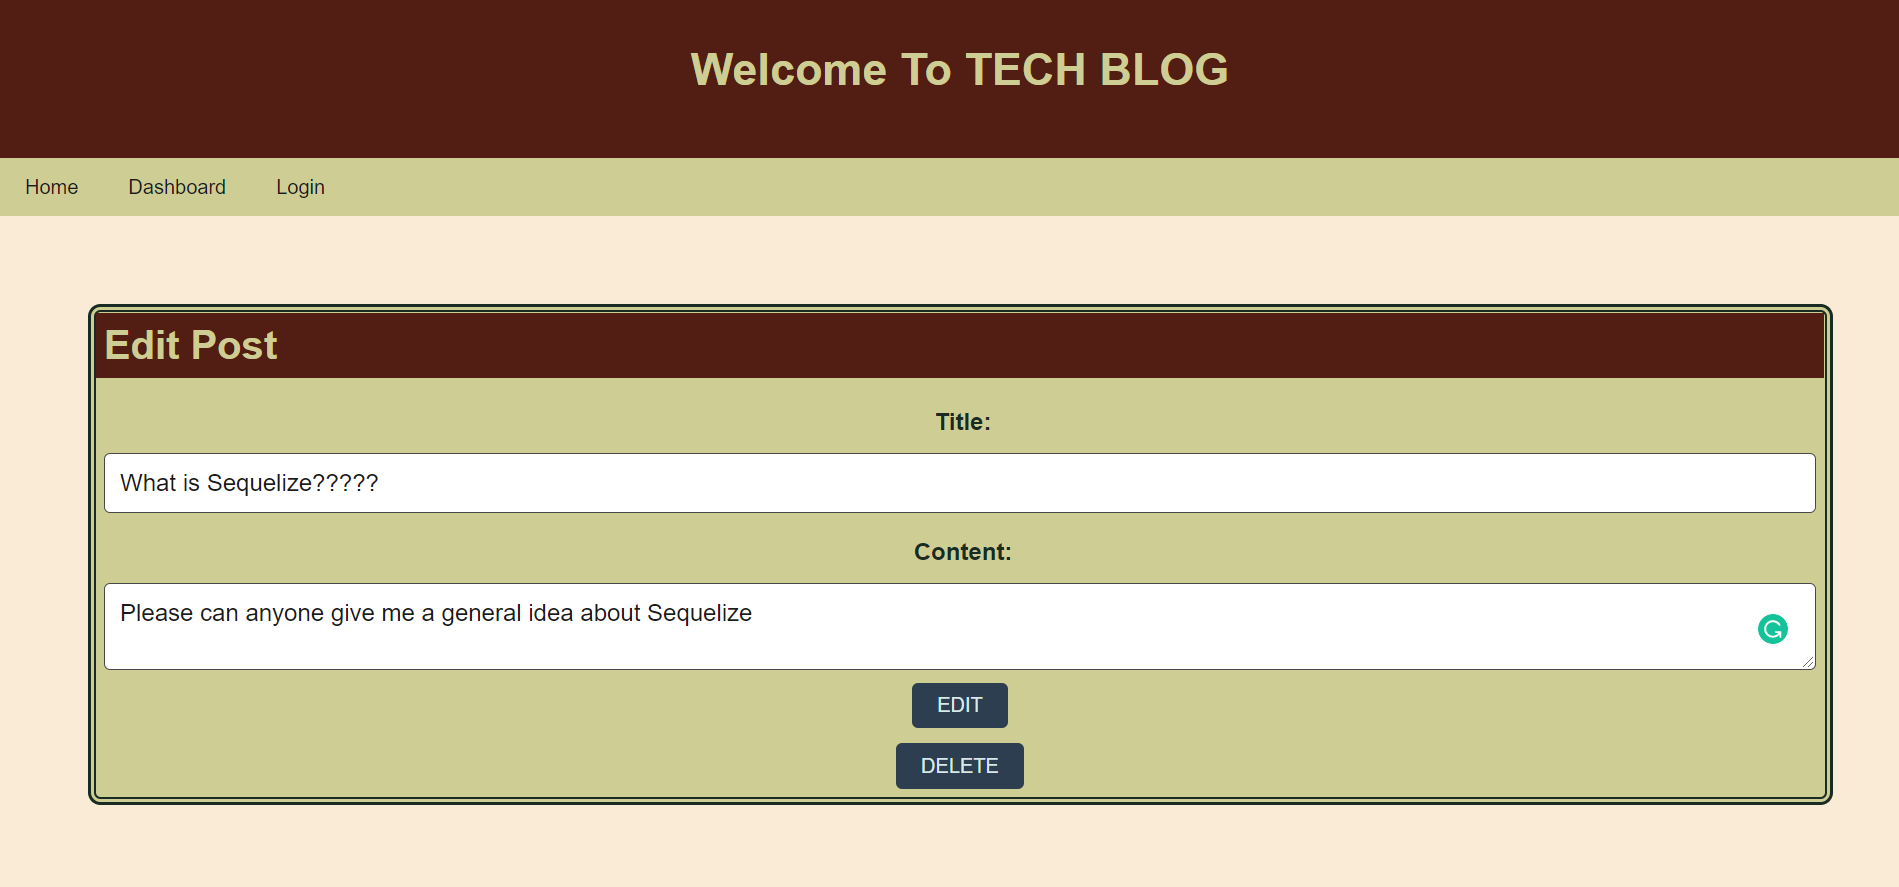 Welcome To TECH BLOG
Home Dashboard Login
Edit Post
Title:
What is Sequelize?????
Content:
Please can anyone give me a general idea about Sequelize
EDIT
DELETE